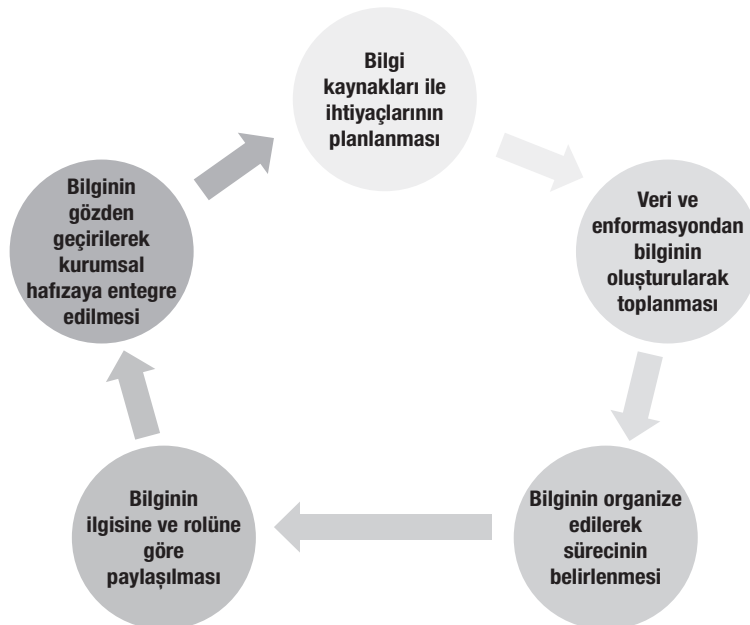 Bilgi
kaynakları ile
ihtiyaçlarının
planlanması
Veri ve
enformasyondan
bilginin
oluşturularak
toplanması
Bilginin organize
edilerek
sürecinin
belirlenmesi
Bilginin
ilgisine ve rolüne
göre
paylaşılması
Bilginin
gözden
geçirilerek
kurumsal
hafızaya entegre
edilmesi